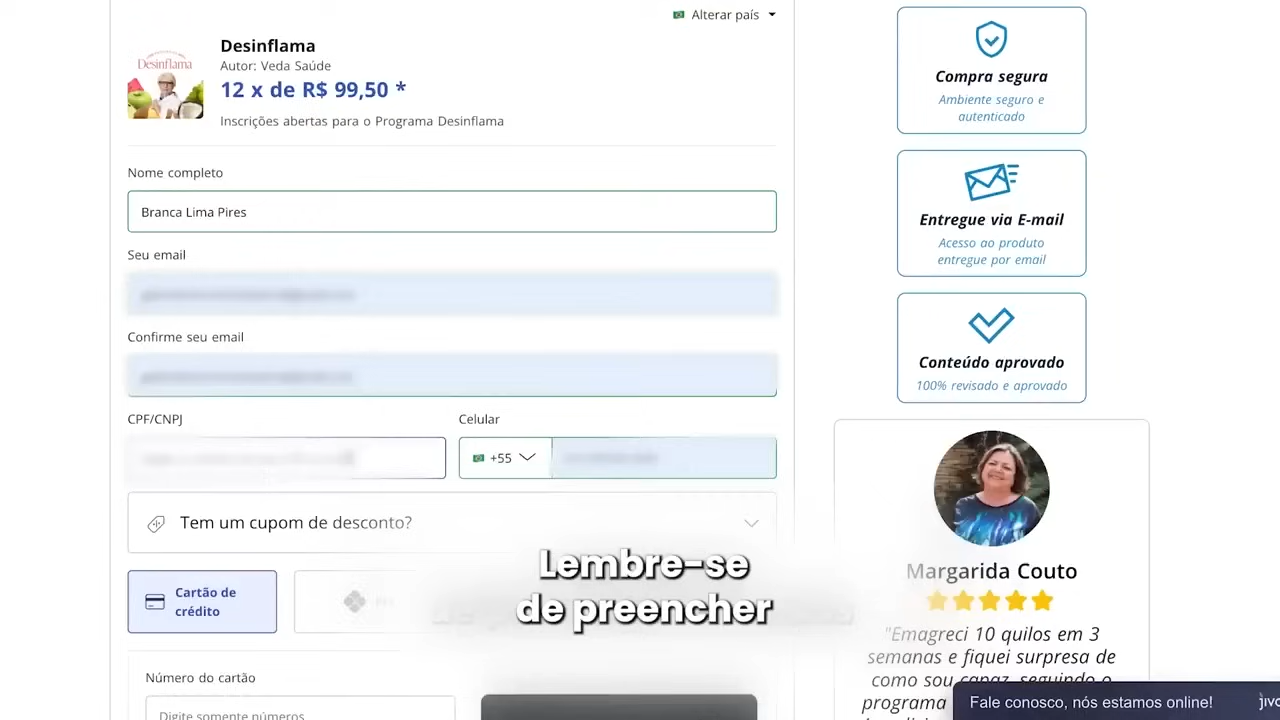 Alterar país
Desinflama
Desinflama
Autor: Veda Saúde
12 x de R$ 99,50 *
Inscrições abertas para o Programa Desinflama
Nome completo
Branca Lima Pires
Seu email
Confirme seu email
CPF/CNPJ
Celular
+55
Tem um cupom de desconto?
Cartão de
crédito
Lembre-se
de preencher
Número do cartão
Digite somente números
Compra segura
Ambiente seguro e
autenticado
Entregue via E-mail
Acesso ao produto
entregue por email
Conteúdo aprovado
100% revisado e aprovado
Margarida Couto
"Emagreci 10 quilos em 3
semanas e fiquei surpresa de
como sou capaz, seguindo o
programa
Fale conosco, nós estamos online!
jivo